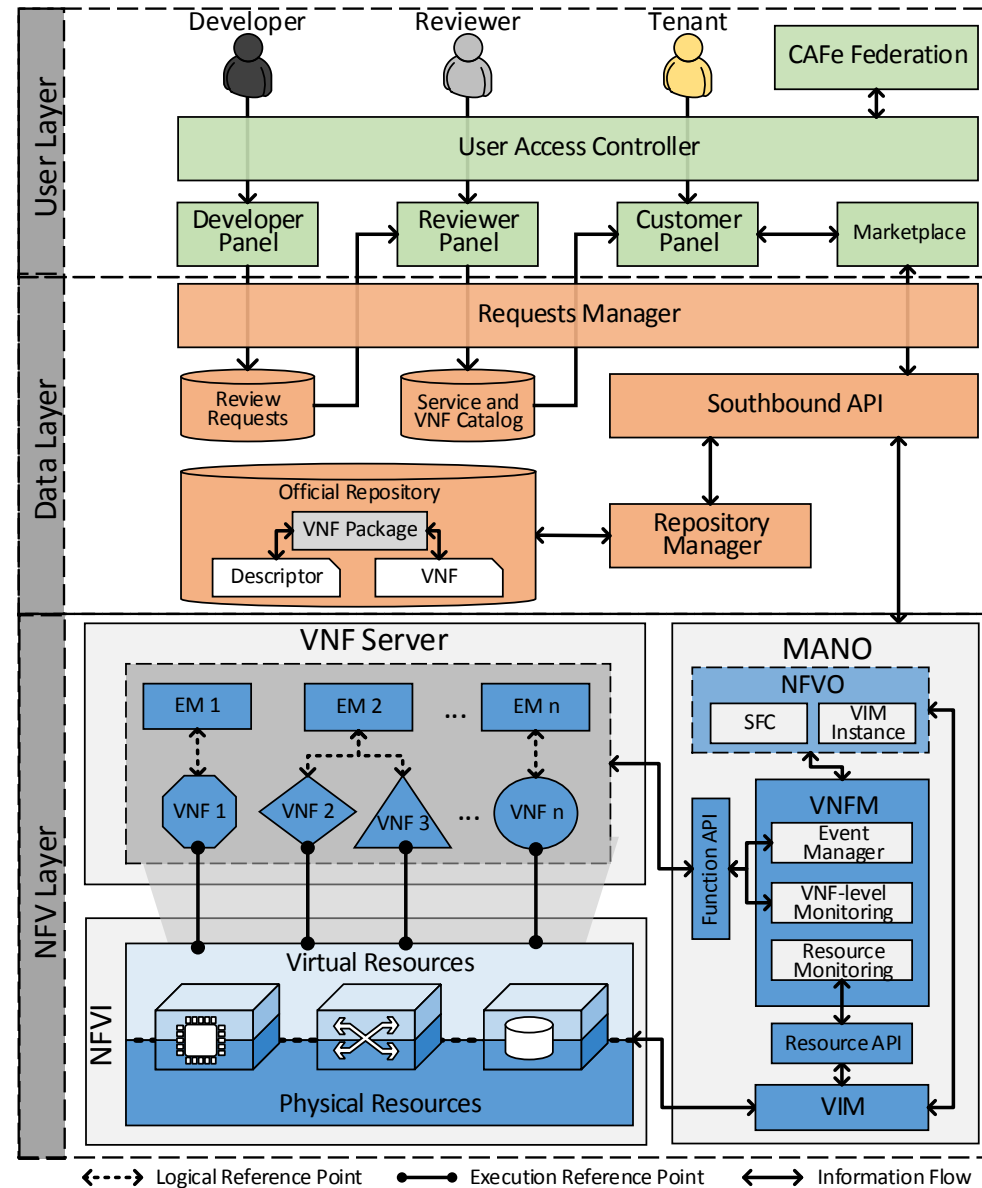 Developer
Reviewer
Tenant
CAFe Federation
User Access Controller
Developer
Panel
Reviewer
Panel
Customer
Panel
Marketplace
User Layer
Requests Manager
Review
Requests
Service and
VNF Catalog
Southbound API
Official Repository
VNF Package
Descriptor
VNF
Repository
Manager
Data Layer
VNF Server
EM 1
EM 2
...
EM n
VNF 1
VNF 2
VNF 3
...
VNF n
MANO
NFVO
SFC
VIM
Instance
VNFM
Event
Manager
VNF-level
Monitoring
Resource
Monitoring
Function API
Resource API
VIM
NFVI
Virtual Resources
Physical Resources
NFV Layer
Logical Reference Point
Execution Reference Point
Information Flow